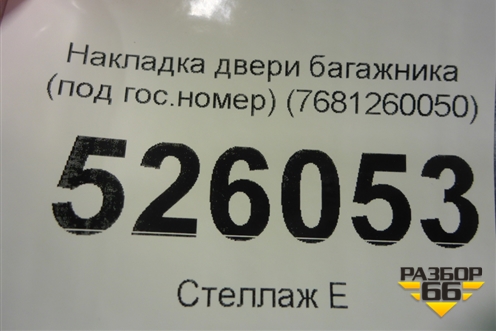 Накладка двери багажника
(под гос.номер) (7681260050)
526053
Стеллаж Е
РАЗБОР
66